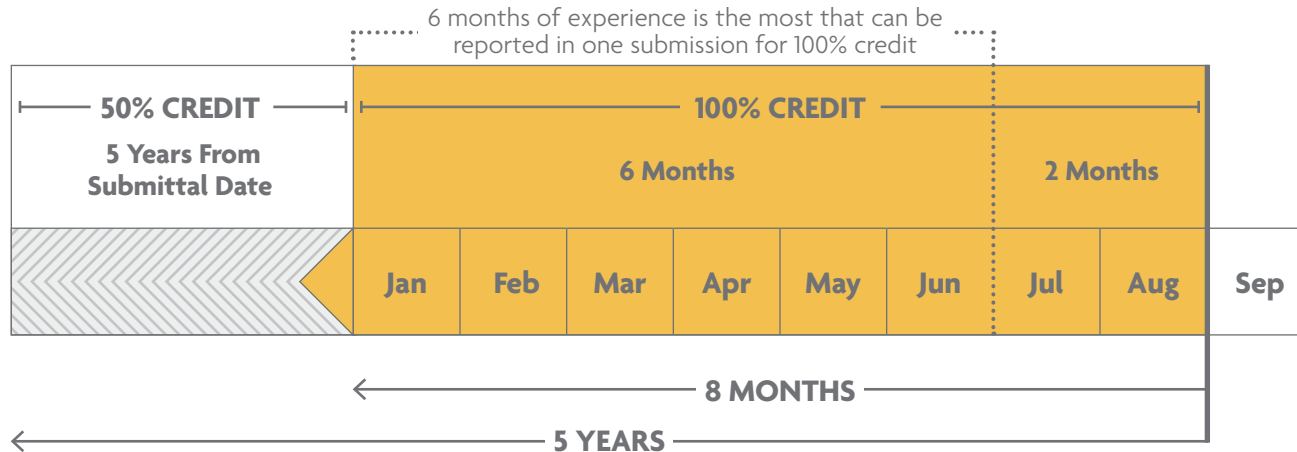 6 months of experience is the most that can be
reported in one submission for 100% credit
50% CREDIT
100% CREDIT
5 Years From
Submittal Date
6 Months
2 Months
Jan Feb Mar Apr May Jun Jul Aug Sep
8 MONTHS
5 YEARS